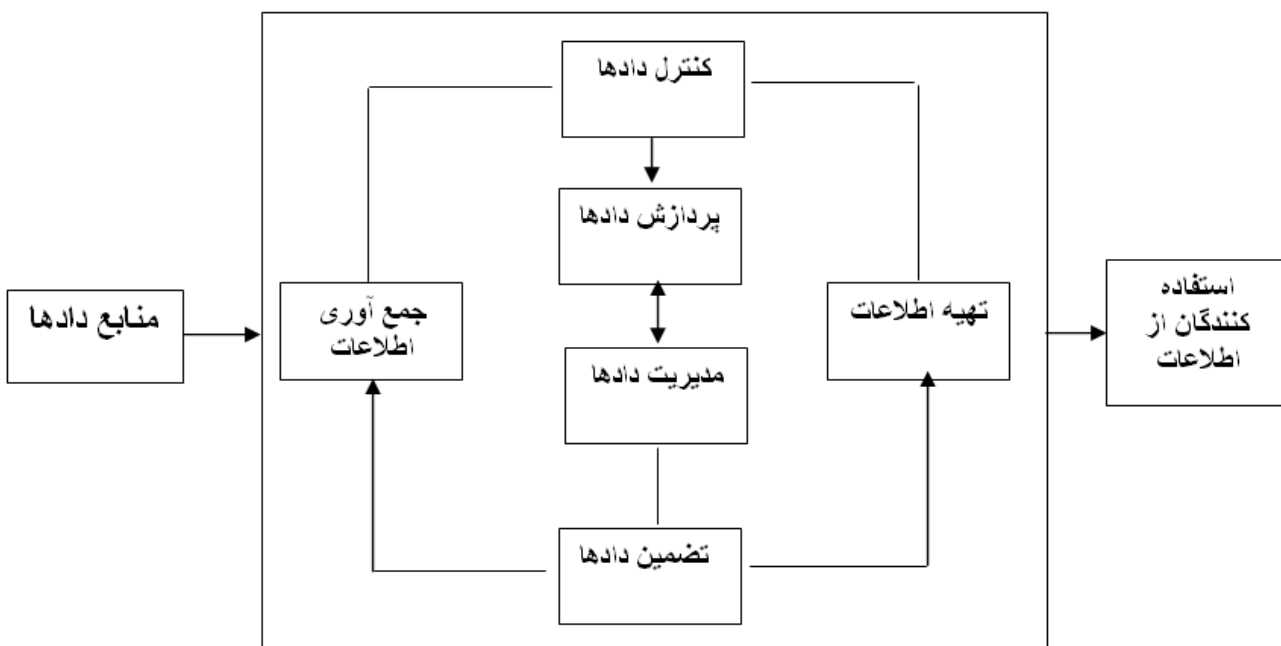 کنترل دادها
پردازش دادها
منابع دادها
جمع آوری
اطلاعات
تهیه اطلاعات
استفاده
کنندگان از
اطلاعات
مدیریت دادها
تضمین دادها